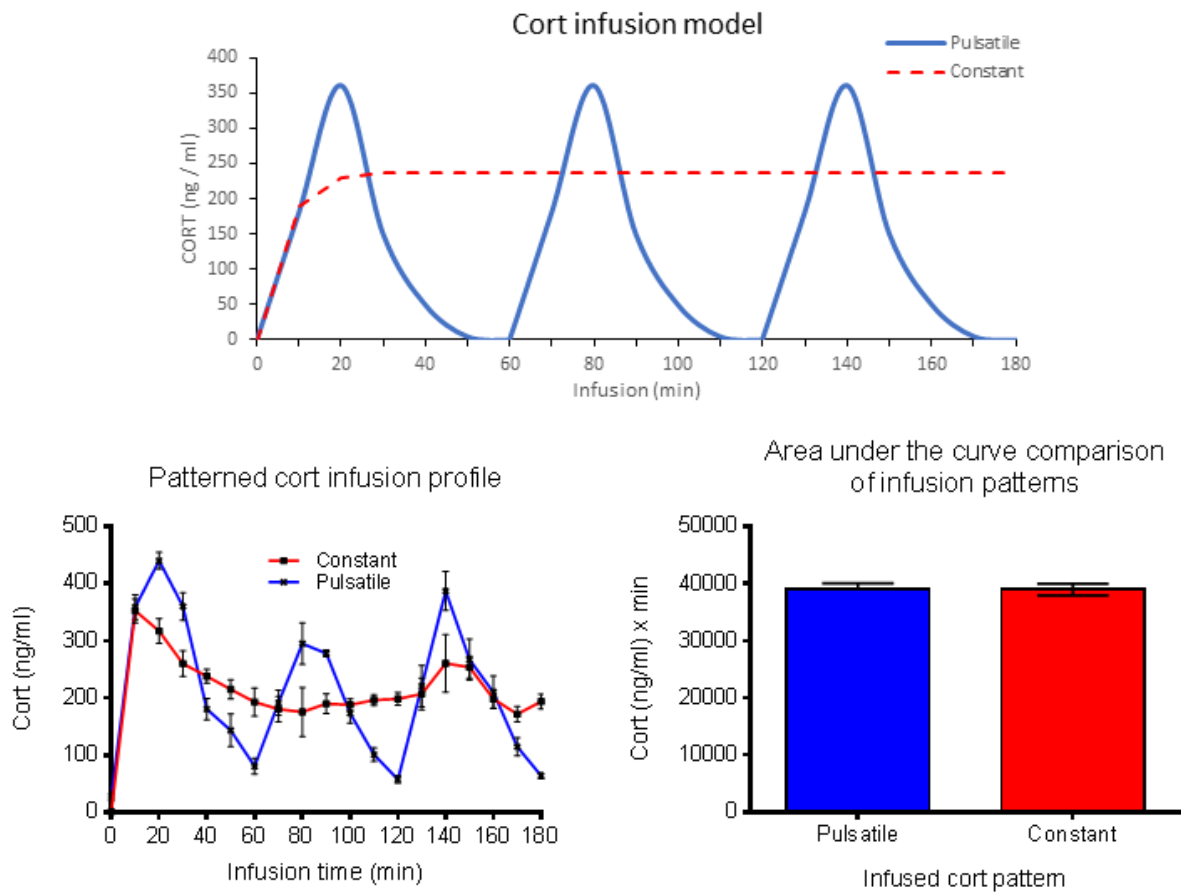 Cort infusion model
Pulsatile
Constant
400
350
300
250
200
150
100
50
0
CORT (ng / ml)
0 20 40 60 80 100 120 140 160 180
Infusion (min)
Patterned cort infusion profile
500
400
300
200
100
0
Cort (ng/ml)
Constant
Pulsatile
0 20 40 60 80 100 120 140 160 180
Infusion time (min)
Area under the curve comparison
of infusion patterns
50000
40000
30000
20000
10000
0
Cort (ng/ml) x min
Pulsatile Constant
Infused cort pattern